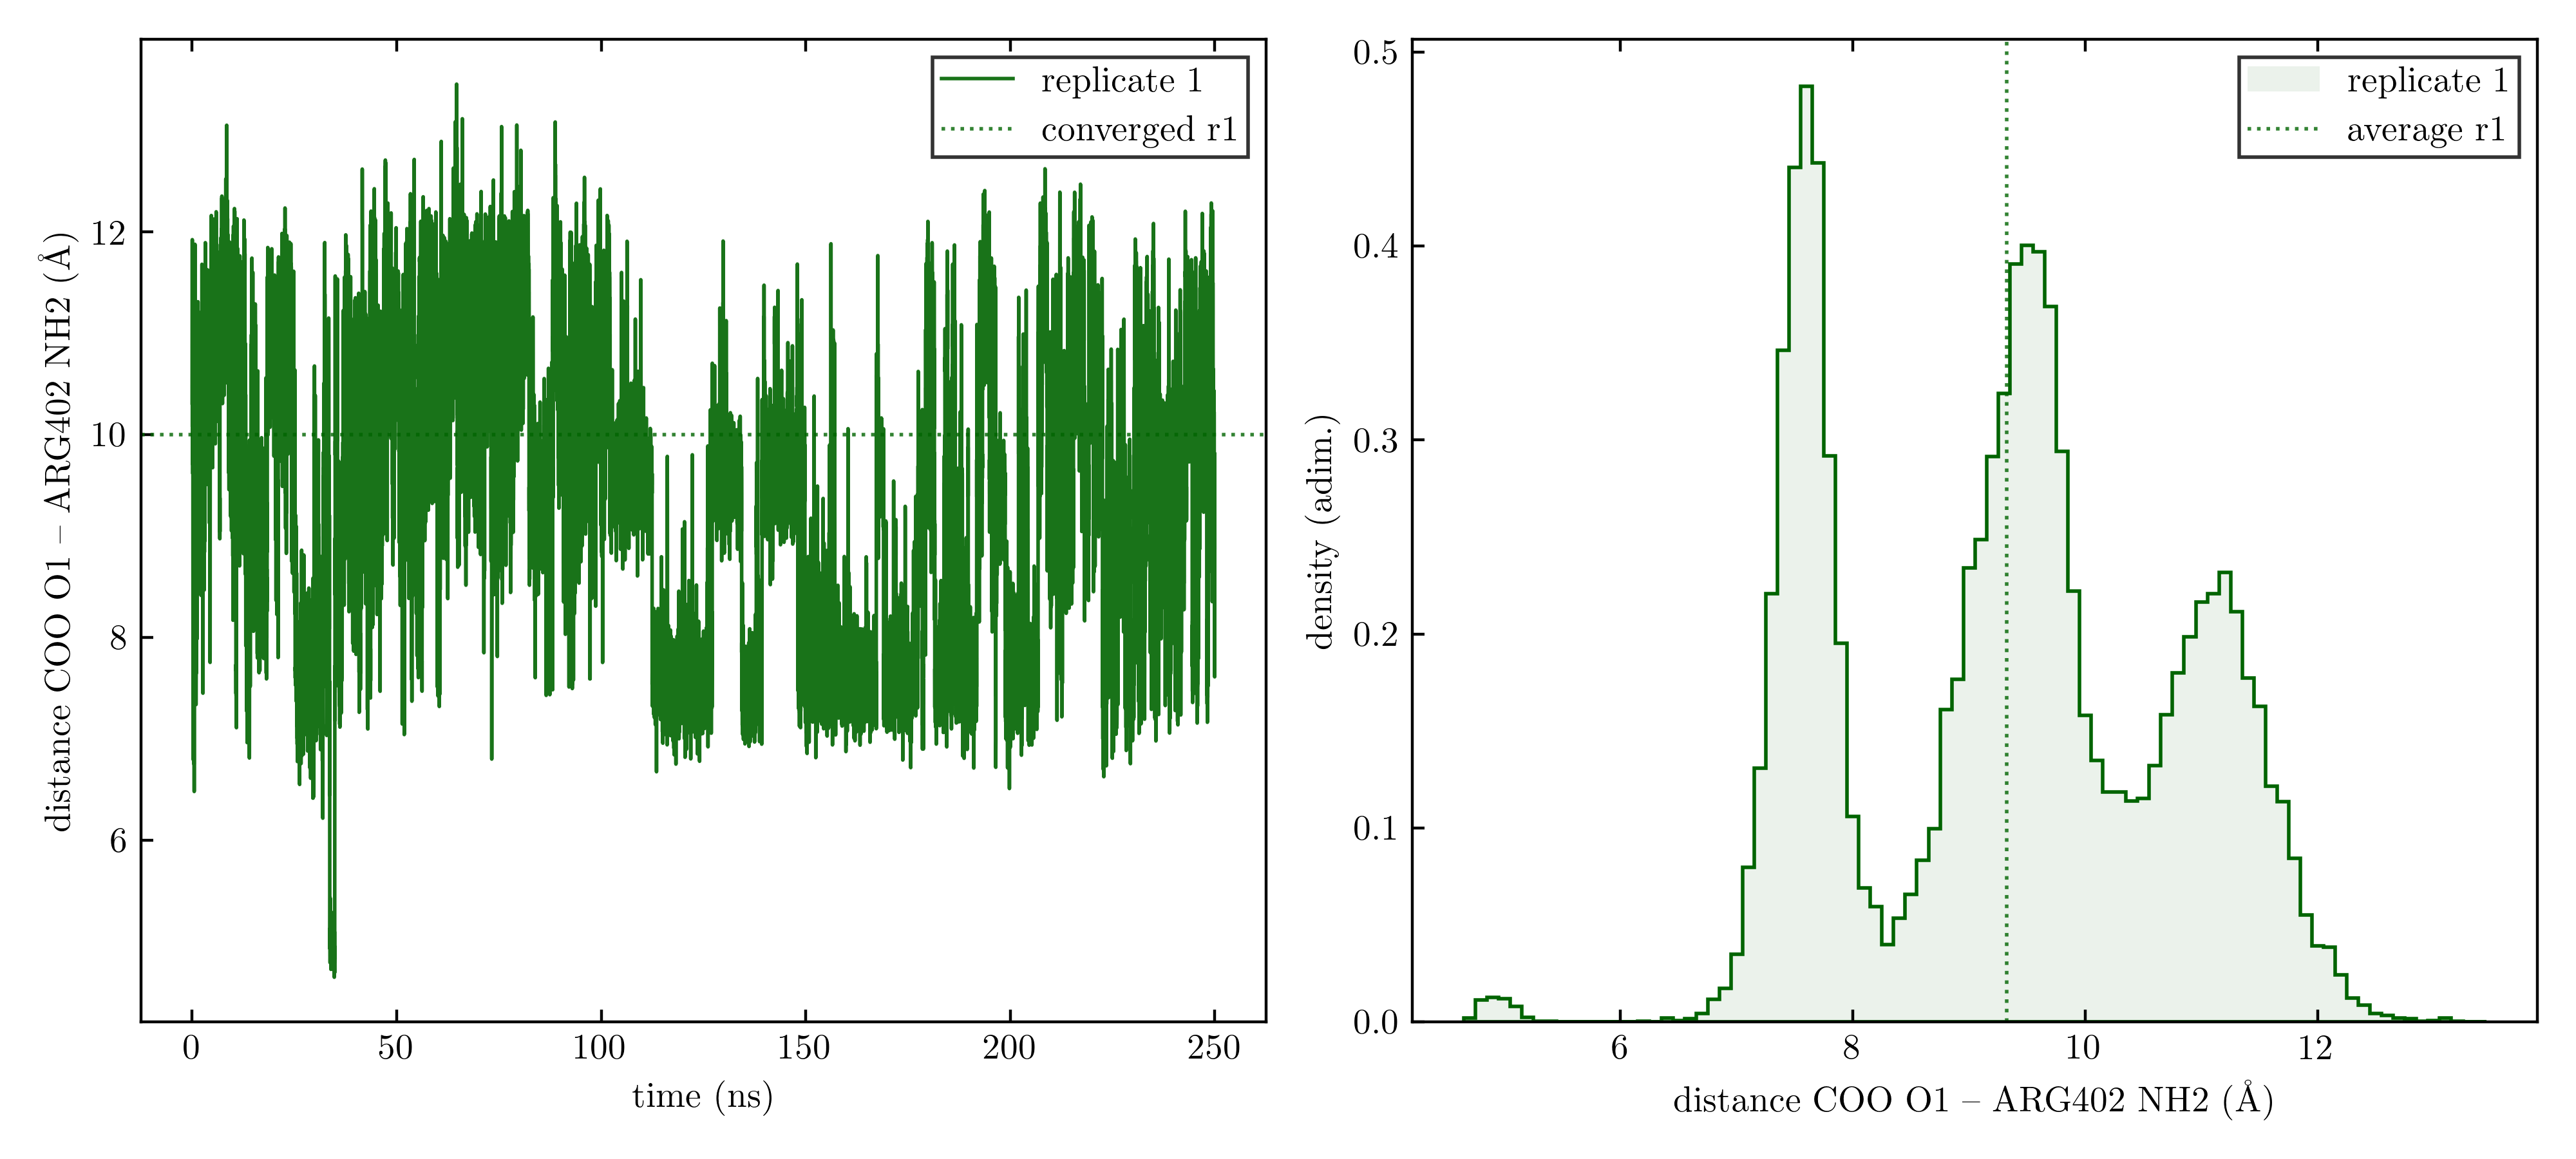 replicate 1
converged r1
12
10
8
6
distance COO O1 – ARG402 NH2 (Å)
0 50 100 150 200 250
time (ns)
replicate 1
average r1
0.5
0.4
0.3
0.2
0.1
0.0
density (adim.)
6 8 10 12
distance COO O1 – ARG402 NH2 (Å)